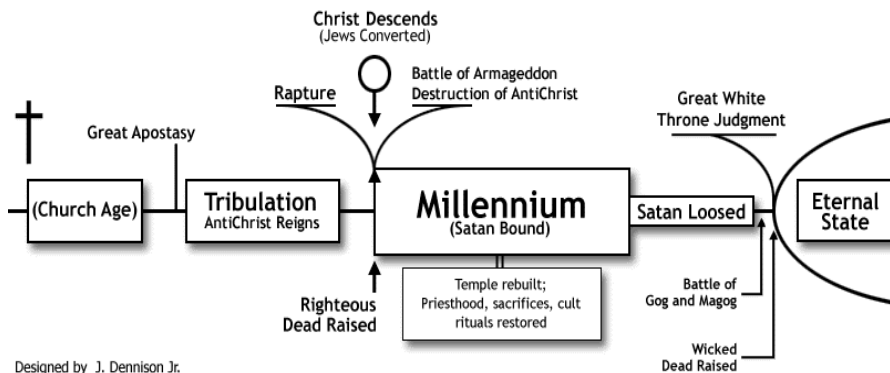 Christ Descends
(Jews Converted)
Rapture
Battle of Armageddon
Destruction of AntiChrist
Great White
Throne Judgment
Great Apostasy
(Church Age)
Tribulation
AntiChrist Reigns
Millennium
(Satan Bound)
Satan Loosed
Eternal
State
Righteous
Dead Raised
Temple rebuilt;
Priesthood, sacrifices, cult
rituals restored
Battle of
Gog and Magog
Wicked
Dead Raised
Designed by J. Dennison Jr.